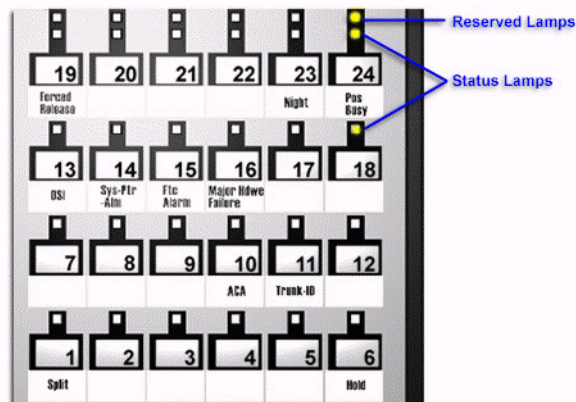 Reserved Lamps
19 20 21 22 23 24
Status Lamps
Forced Release
Night
Pos Busy
13 14 15 16 17 18
DSI
Sys-Ptr -Alm
Ftc Alarm
Major Hdwe Failure
7 8 9 10 11 12
ACA
Trunk-ID
1 2 3 4 5 6
Split
Hold